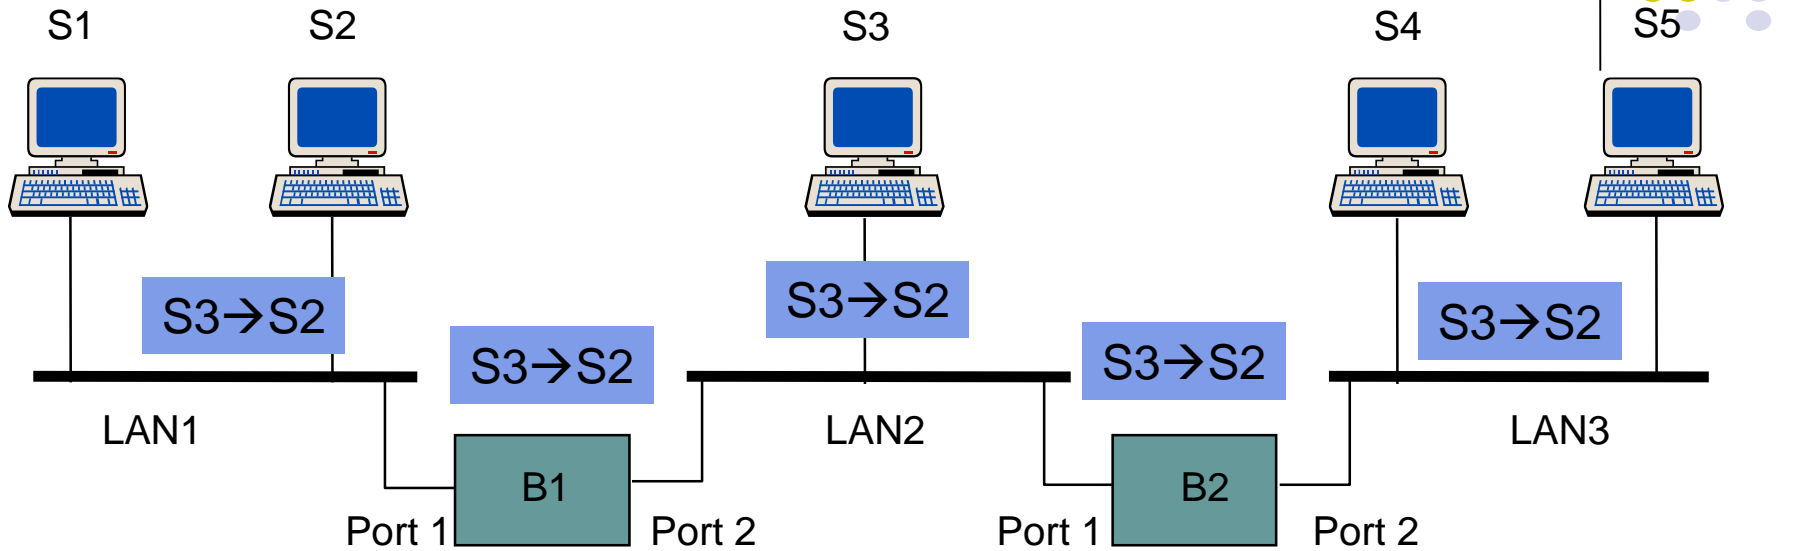 S1
S2
S3
S4
S5
S3→S2
S3→S2
S3→S2
S3→S2
S3→S2
LAN1
LAN2
LAN3
B1
B2
Port 1
Port 2
Port 1
Port 2